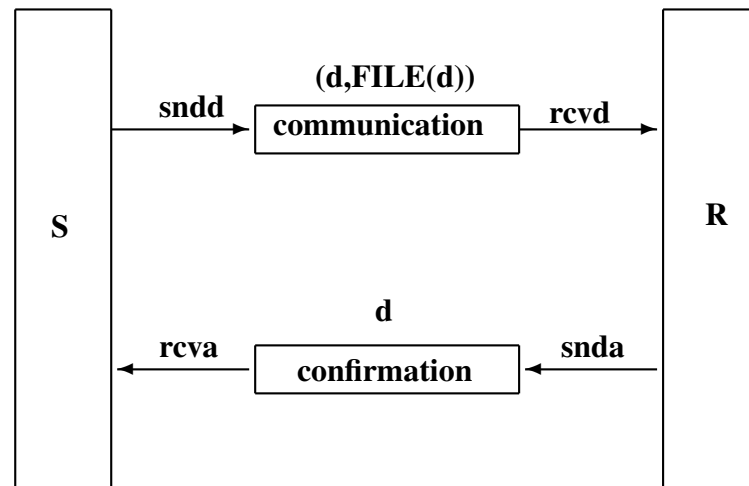 (d,FILE(d))
sndd
communication
rcvd
S
R
d
rcva
confirmation
snda